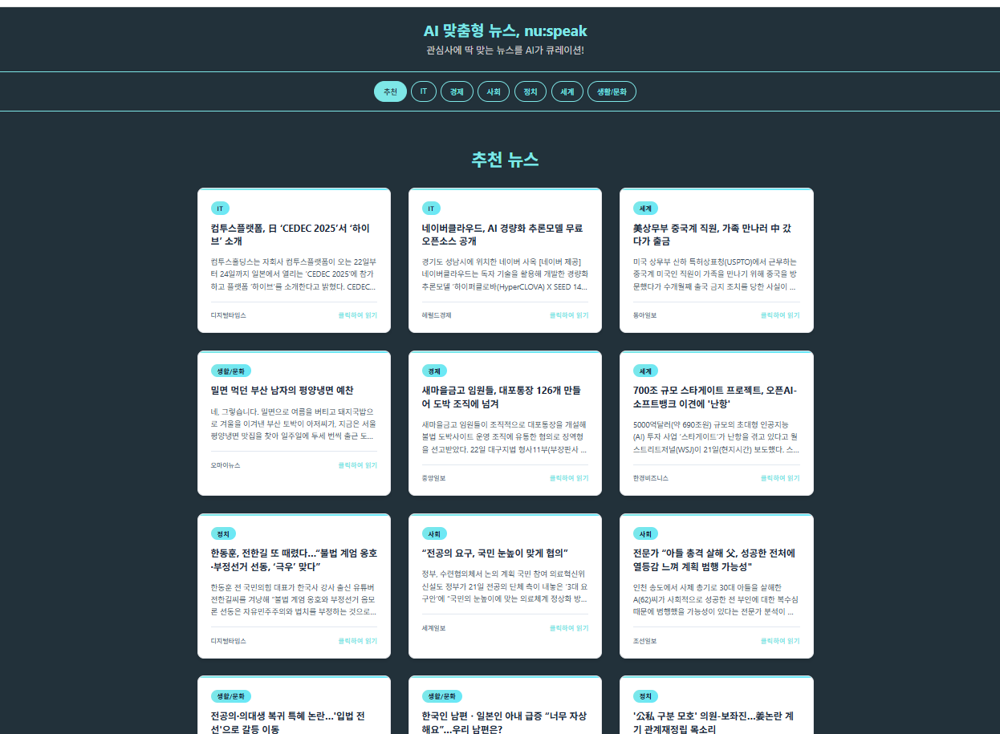 AI 맞춤형 뉴스, nu:speak
관심사에 딱 맞는 뉴스를 AI가 큐레이션!
추천
IT
경제
사회
정치
세계
생활/문화
추천 뉴스
IT
컴투스플랫폼, 日 ‘CEDEC 2025’서 ‘하이
브’ 소개
컴투스홀딩스는 자회사 컴투스플랫폼이 오는 22일부
터 24일까지 일본에서 열리는 ‘CEDEC 2025’에 참가
하고 플랫폼 ‘하이브’를 소개한다고 밝혔다. CEDEC...
디지털타임스
클릭하여 읽기
IT
네이버클라우드, AI 경량화 추론모델 무료
오픈소스 공개
경기도 성남시에 위치한 네이버 사옥 [네이버 제공]
네이버클라우드는 독자 기술을 활용해 개발한 경량화
추론모델 ‘하이퍼클로바(HyperCLOVA) X SEED 14...
헤럴드경제
클릭하여 읽기
세계
美상무부 중국계 직원, 가족 만나러 中 갔
다가 출금
미국 상무부 산하 특허상표청(USPTO)에서 근무하는
중국계 미국인 직원이 가족을 만나기 위해 중국을 방
문했다가 수개월째 출국 금지 조치를 당한 사실이 ...
동아일보
클릭하여 읽기
생활/문화
밀면 먹던 부산 남자의 평양냉면 예찬
네, 그렇습니다. 밀면으로 여름을 버티고 돼지국밥으
로 겨울을 이겨낸 부산 토박이 아저씨가, 지금은 서울
평양냉면 맛집을 찾아 일주일에 두세 번씩 출근 도...
오마이뉴스
클릭하여 읽기
경제
새마을금고 임원들, 대포통장 126개 만들
어 도박 조직에 넘겨
새마을금고 임원들이 조직적으로 대포통장을 개설해
불법 도박사이트 운영 조직에 유통한 혐의로 징역형
을 선고받았다. 22일 대구지법 형사11부(부장판사 ...
중앙일보
클릭하여 읽기
세계
700조 규모 스타게이트 프로젝트, 오픈AI-
소프트뱅크 이견에 '난항'
5000억달러(약 690조원) 규모의 초대형 인공지능
(AI) 투자 사업 ‘스타게이트’가 난항을 겪고 있다고 월
스트리트저널(WSJ)이 21일(현지시간) 보도했다. 스...
한경비즈니스
클릭하여 읽기
정치
한동훈, 전한길 또 때렸다…“불법 계엄 옹호
·부정선거 선동, ‘극우’ 맞다”
한동훈 전 국민의힘 대표가 한국사 강사 출신 유튜버
전한길씨를 겨냥해 “불법 계엄 옹호와 부정선거 음모
론 선동은 자유민주주의와 법치를 부정하는 것으로...
디지털타임스
클릭하여 읽기
사회
“전공의 요구, 국민 눈높이 맞게 협의”
정부, 수련협의체서 논의 계획 국민 참여 의료혁신위
신설도 정부가 21일 전공의 단체 측이 내놓은 ‘3대 요
구안’에 “국민의 눈높이에 맞는 의료체계 정상화 방...
세계일보
클릭하여 읽기
사회
전문가 “아들 총격 살해 父, 성공한 전처에
열등감 느껴 계획 범행 가능성"
인천 송도에서 사제 총기로 30대 아들을 살해한
A(62)씨가 사회적으로 성공한 전 부인에 대한 복수심
때문에 범행했을 가능성이 있다는 전문가 분석이 ...
조선일보
클릭하여 읽기
생활/문화
전공의·의대생 복귀 특혜 논란…'입법 전
선'으로 갈등 이동
생활/문화
한국인 남편ㆍ일본인 아내 급증 “너무 자상
해요”…우리 남편은?
정치
'公私 구분 모호' 의원-보좌진…姜논란 계
기 관계재정립 목소리